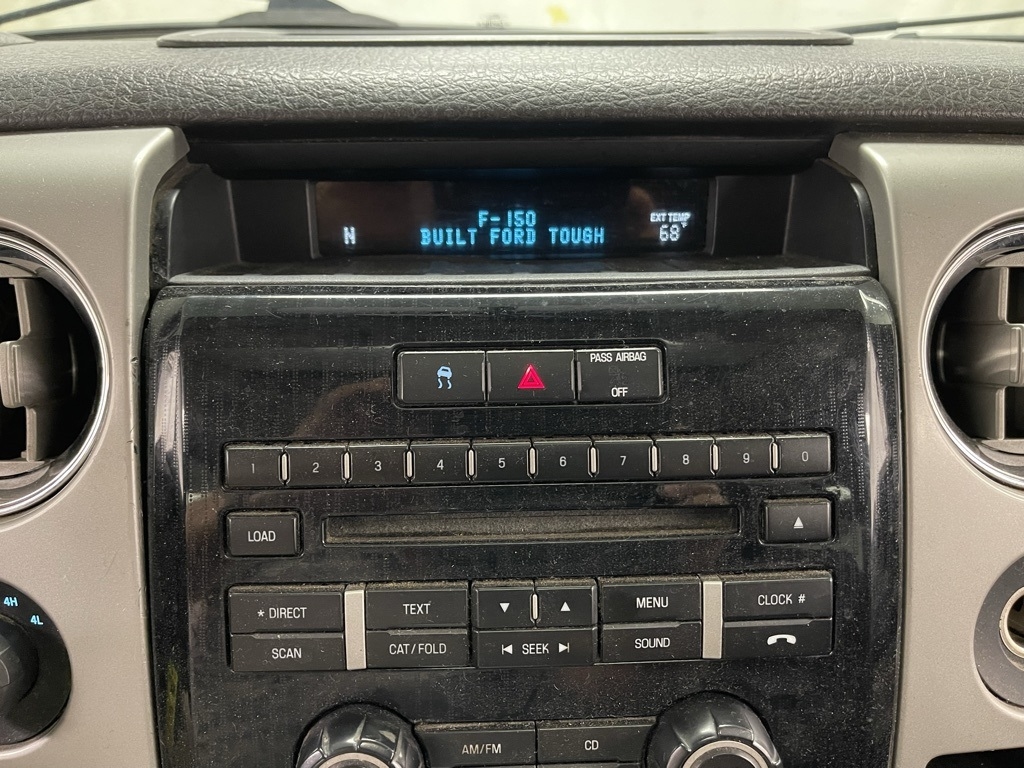 F-150
EXT TEMP
N BUILT FORD TOUGH 68°F
PASS AIRBAG
OFF
1 2 3 4 5 6 7 8 9 0
LOAD
* DIRECT TEXT MENU CLOCK #
SCAN CAT/FOLD SEEK SOUND
4H
4L
AM/FM CD